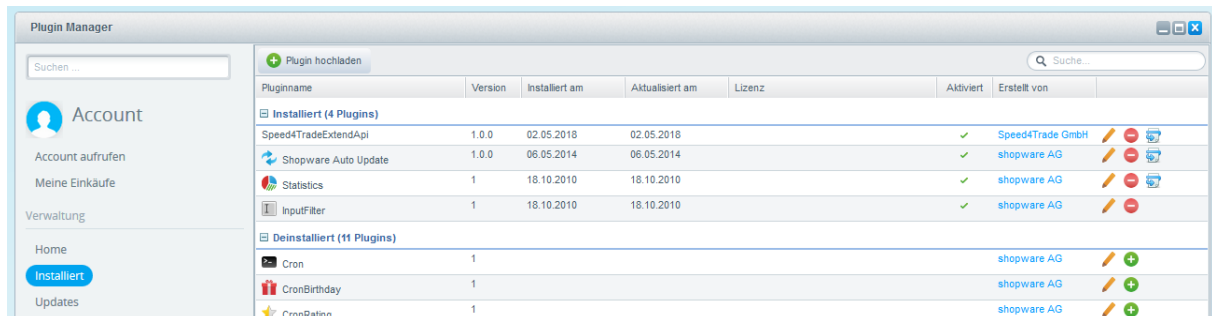 Plugin Manager
Suchen ...
Account
Account aufrufen
Meine Einkäufe
Verwaltung
Home
Installiert
Updates
Plugin hochladen
Suche...
Pluginname Version Installiert am Aktualisiert am Lizenz Aktiviert Erstellt von
Installiert (4 Plugins)
Speed4TradeExtendApi 1.0.0 02.05.2018 02.05.2018 Speed4Trade GmbH
Shopware Auto Update 1.0.0 06.05.2014 06.05.2014 shopware AG
Statistics 1 18.10.2010 18.10.2010 shopware AG
InputFilter 1 18.10.2010 18.10.2010 shopware AG
Deinstalliert (11 Plugins)
Cron 1 shopware AG
CronBirthday 1 shopware AG
CronRating 1 shopware AG